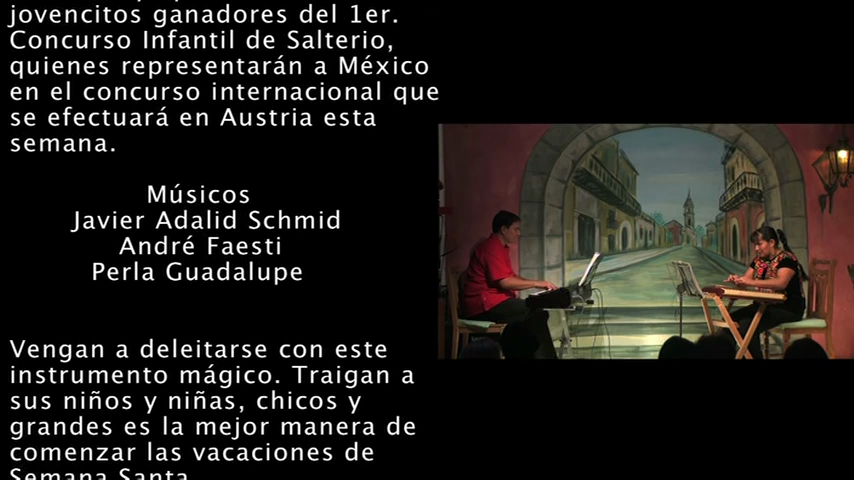 jovencitos ganadores del 1er.
Concurso Infantil de Salterio,
quienes representarán a México
en el concurso internacional que
se efectuará en Austria esta
semana.
Músicos
Javier Adalid Schmid
André Faesti
Perla Guadalupe
Vengan a deleitarse con este
instrumento mágico. Traigan a
sus niños y niñas, chicos y
grandes es la mejor manera de
comenzar las vacaciones de
Semana Santa